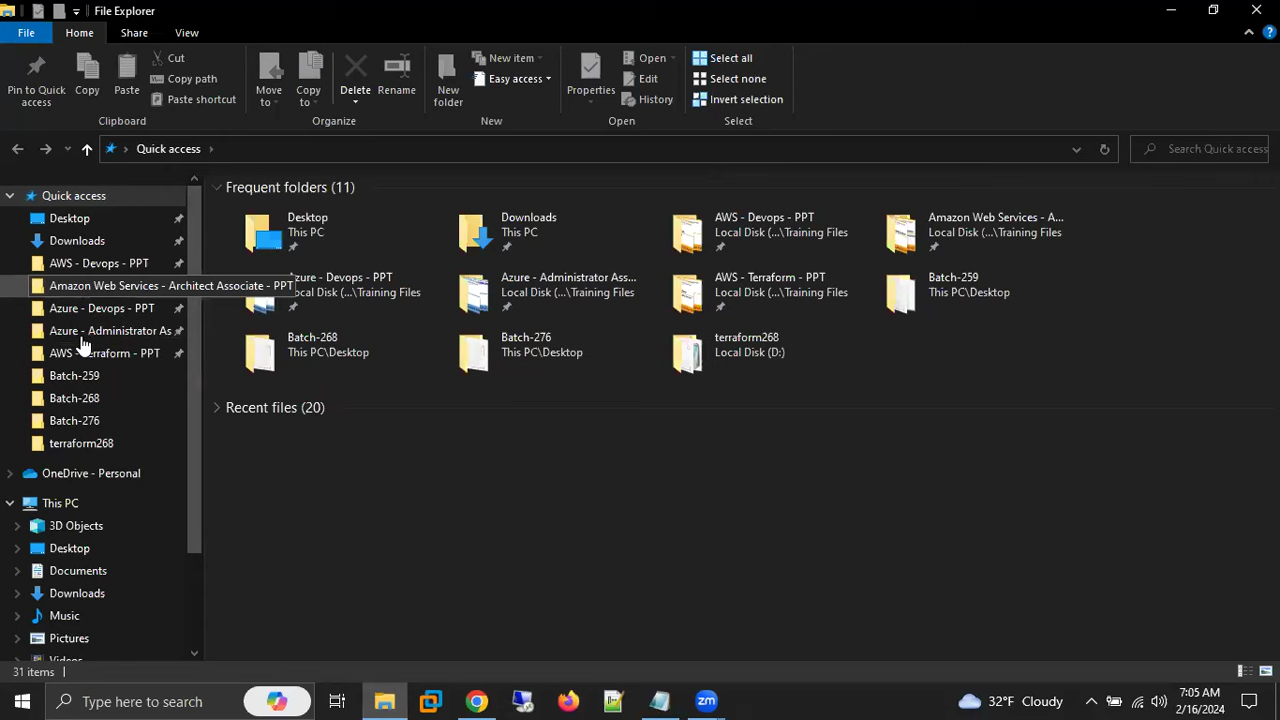 File Explorer
File Home Share View
Pin to Quick access
Copy
Paste
Cut
Copy path
Paste shortcut
Clipboard
Move to
Copy to
Delete
Rename
Organize
New folder
New item
Easy access
New
Properties
Open
Edit
History
Open
Select all
Select none
Invert selection
Select
Quick access
Search Quick access
Quick access
Desktop
Downloads
AWS - Devops - PPT
Amazon Web Services - Architect Associate - PPT
Azure - Devops - PPT
Azure - Administrator As
AWS - Terraform - PPT
Batch-259
Batch-268
Batch-276
terraform268
OneDrive - Personal
This PC
3D Objects
Desktop
Documents
Downloads
Music
Pictures
Videos
Frequent folders (11)
Desktop
This PC
Downloads
This PC
AWS - Devops - PPT
Local Disk (...\Training Files
Amazon Web Services - A...
Local Disk (...\Training Files
Azure - Devops - PPT
Local Disk (...\Training Files
Azure - Administrator Ass...
Local Disk (...\Training Files
AWS - Terraform - PPT
Local Disk (...\Training Files
Batch-259
This PC\Desktop
Batch-268
This PC\Desktop
Batch-276
This PC\Desktop
terraform268
Local Disk (D:)
Recent files (20)
31 items
Type here to search
zm
32°F Cloudy
7:05 AM
2/16/2024